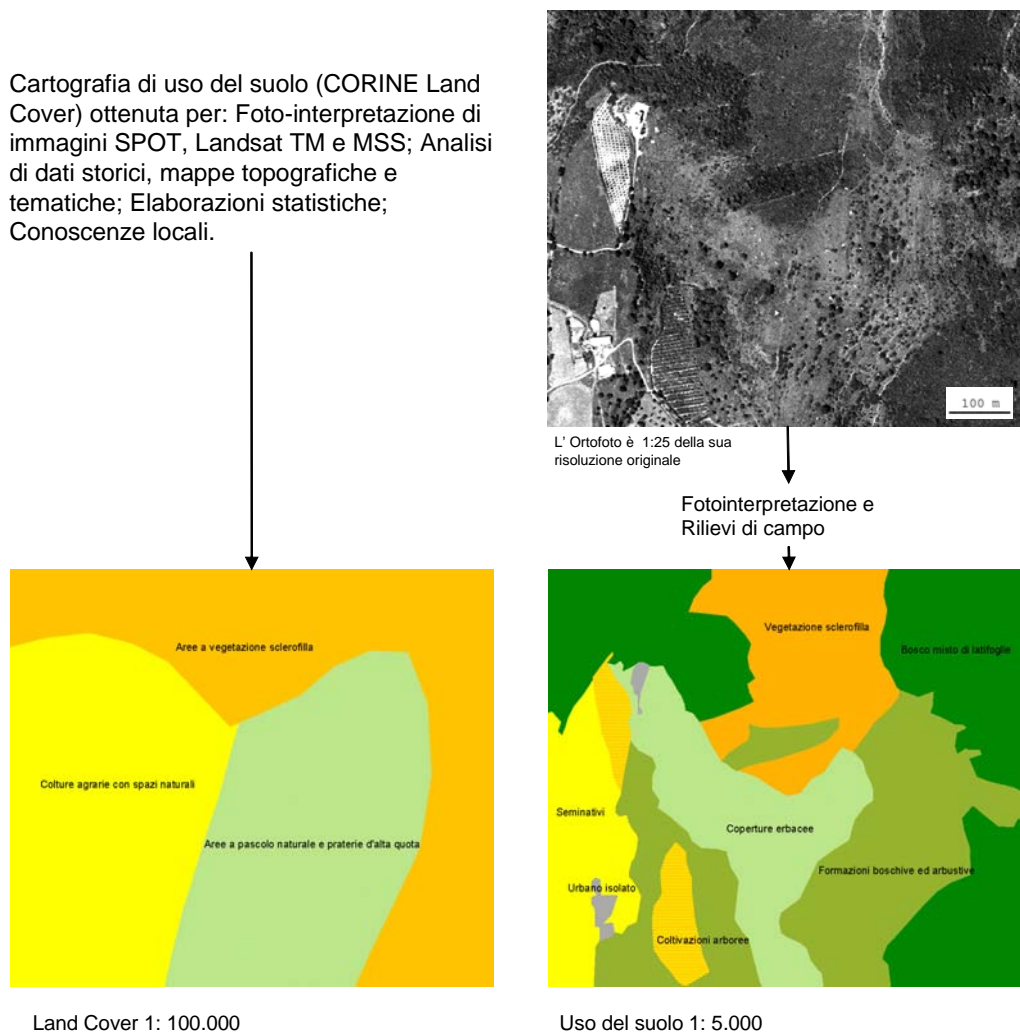 Cartografia di uso del suolo (CORINE Land
Cover) ottenuta per: Foto-interpretazione di
immagini SPOT, Landsat TM e MSS; Analisi
di dati storici, mappe topografiche e
tematiche; Elaborazioni statistiche;
Conoscenze locali.
100 m
L' Ortofoto è 1:25 della sua
risoluzione originale
Fotointerpretazione e
Rilievi di campo
Aree a vegetazione sclerofilla
Colture agrarie con spazi naturali
Aree a pascolo naturale e praterie d'alta quota
Land Cover 1: 100.000
Vegetazione sclerofilla
Bosco misto di latifoglie
Seminativi
Coperture erbacee
Formazioni boschive ed arbustive
Urbano isolato
Coltivazioni arboree
Uso del suolo 1: 5.000